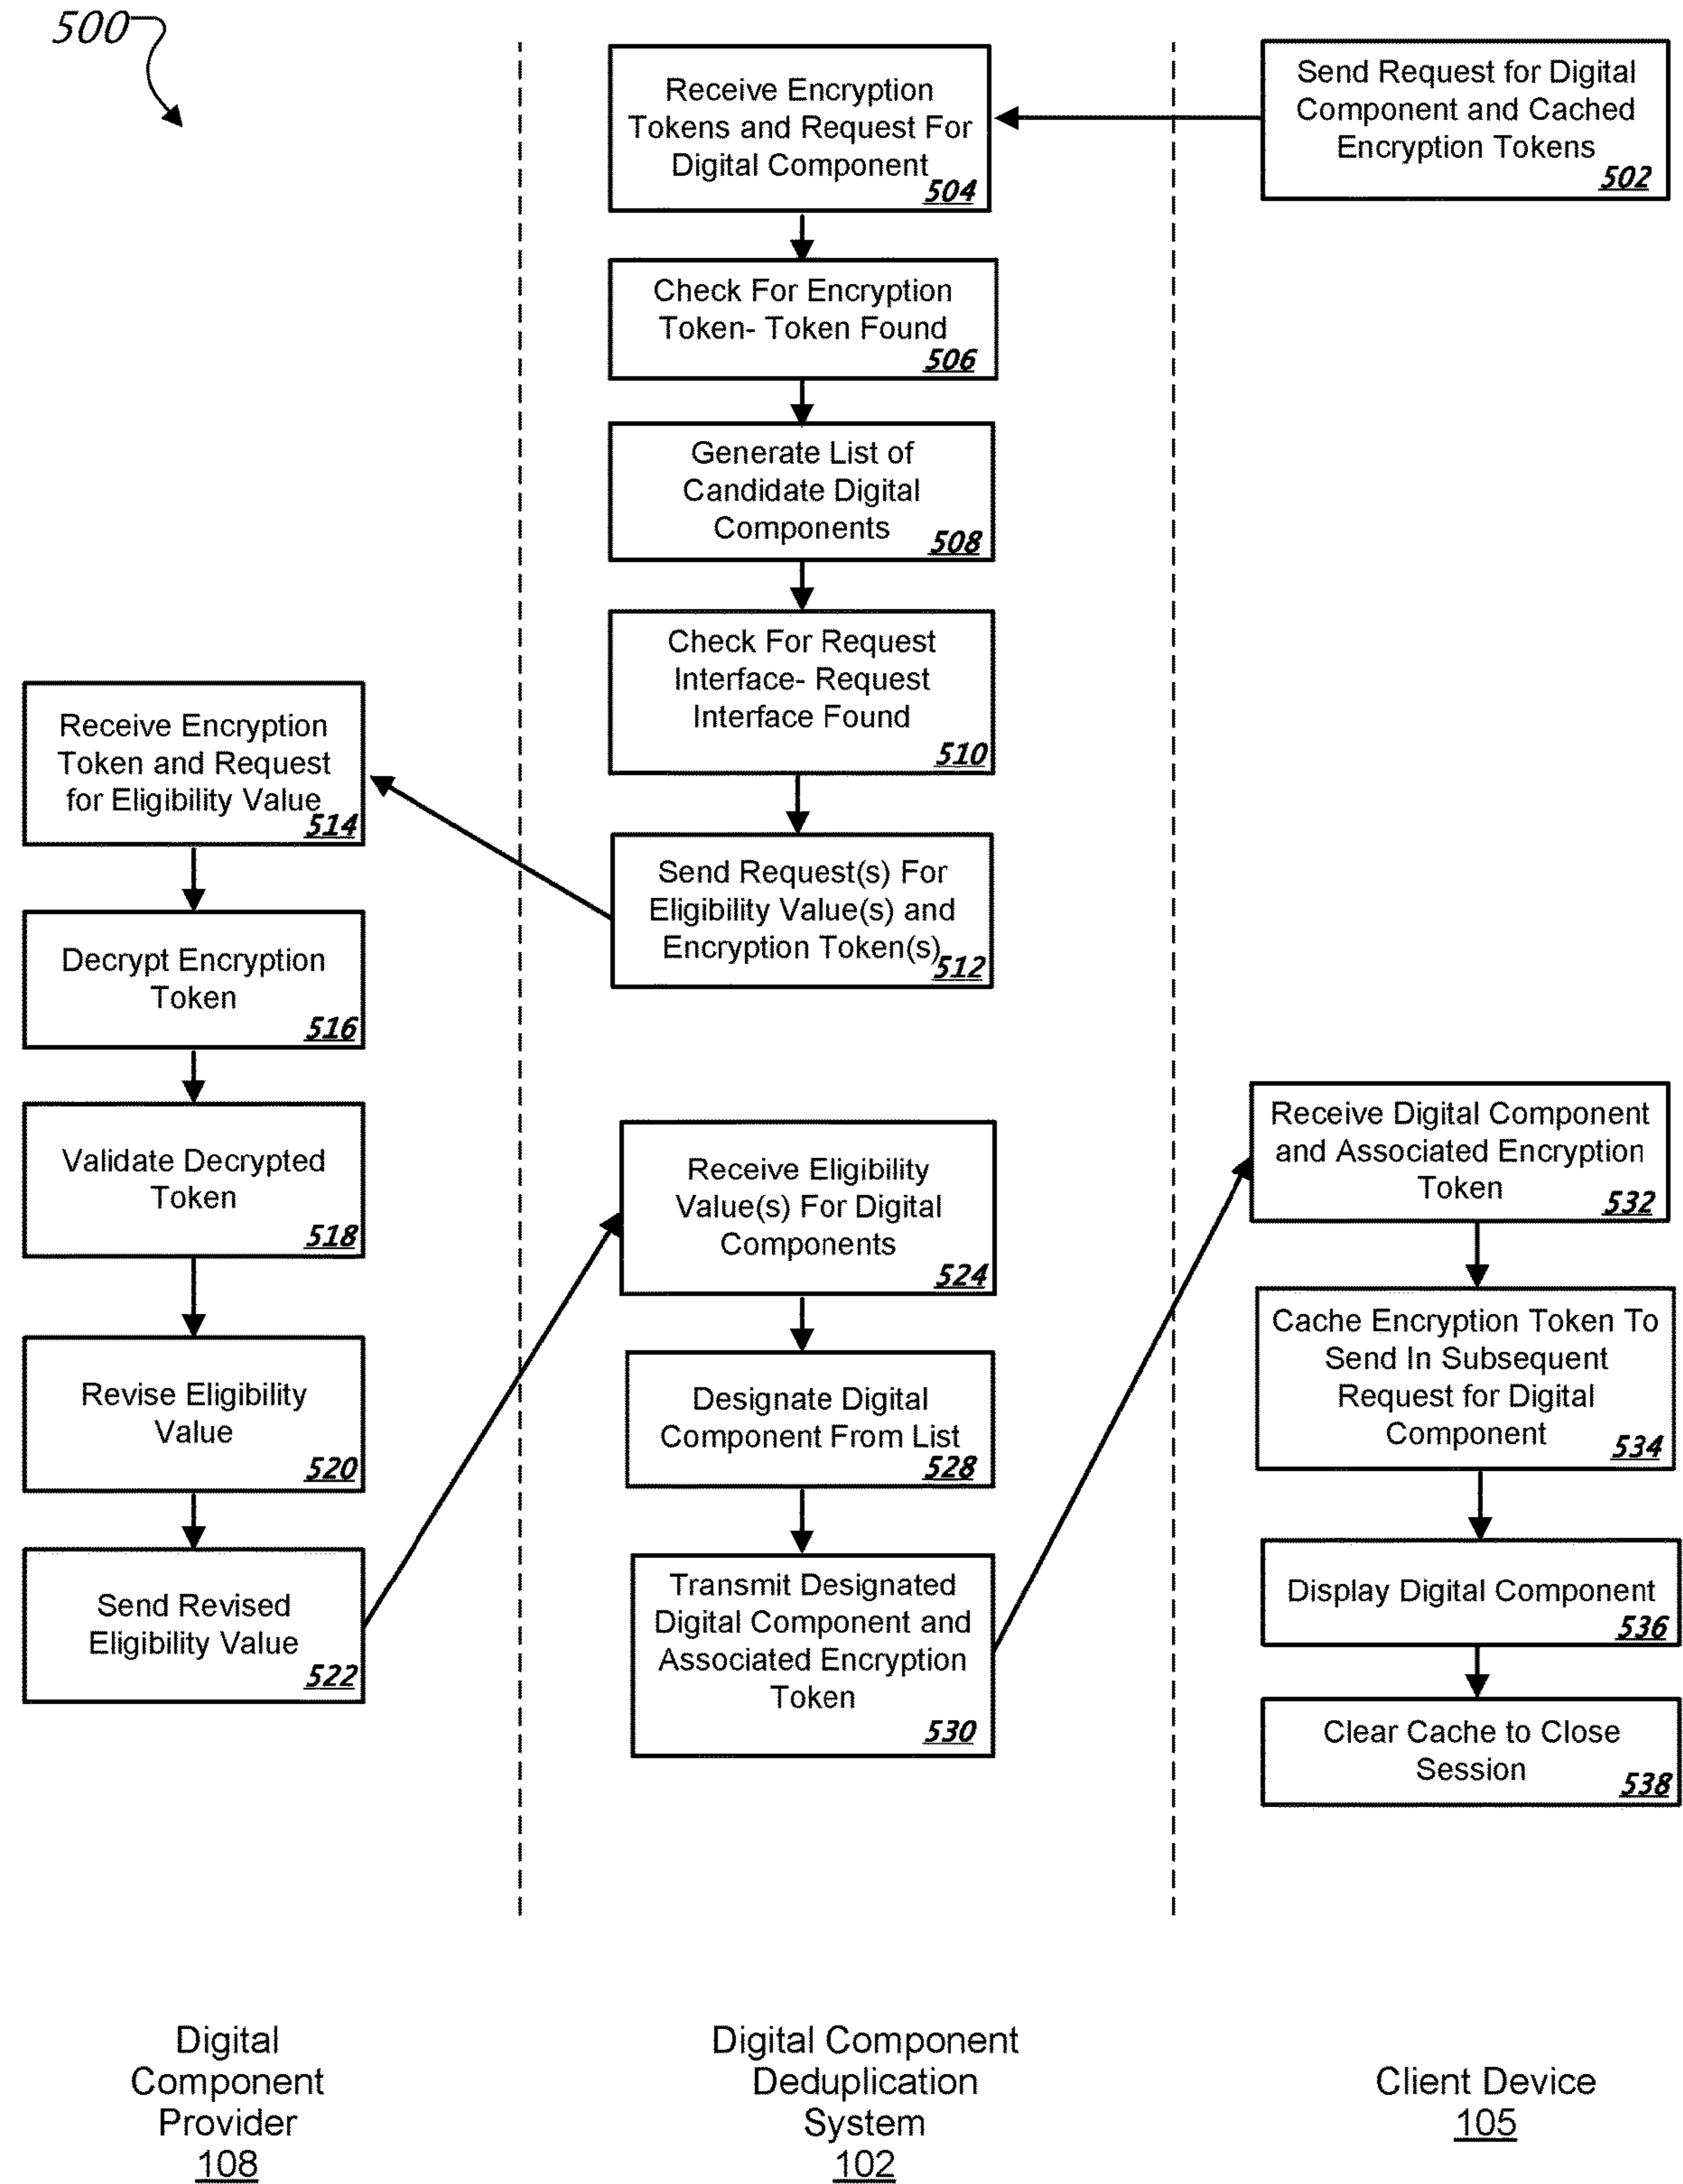 500
Send Request for Digital
Component and Cached
Encryption Tokens
502
Receive Encryption
Tokens and Request For
Digital Component
504
Check For Encryption
Token- Token Found
506
Generate List of
Candidate Digital
Components
508
Check For Request
Interface- Request
Interface Found
510
Send Request(s) For
Eligibility Value(s) and
Encryption Token(s)
512
Receive Encryption
Token and Request
for Eligibility Value
514
Decrypt Encryption
Token
516
Validate Decrypted
Token
518
Revise Eligibility
Value
520
Send Revised
Eligibility Value
522
Receive Eligibility
Value(s) For Digital
Components
524
Designate Digital
Component From List
528
Transmit Designated
Digital Component and
Associated Encryption
Token
530
Receive Digital Component
and Associated Encryption
Token
532
Cache Encryption Token To
Send In Subsequent
Request for Digital
Component
534
Display Digital Component
536
Clear Cache to Close
Session
538
Digital
Component
Provider
108
Digital Component
Deduplication
System
102
Client Device
105